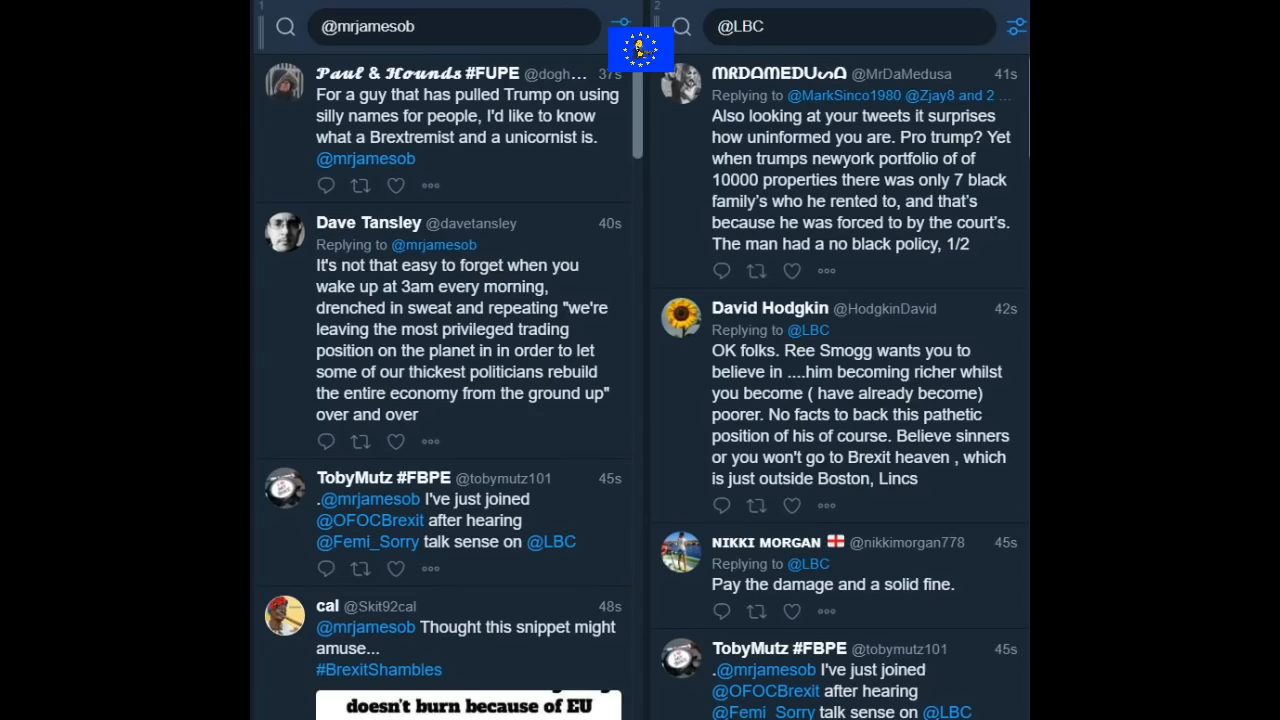 1
@mrjamesob
𝓟𝓪𝓾𝓵 & 𝓗𝓸𝓾𝓷𝓭𝓼 #FUPE @dogh... 37s
For a guy that has pulled Trump on using
silly names for people, I'd like to know
what a Brextremist and a unicornist is.
@mrjamesob
Dave Tansley @davetansley 40s
Replying to @mrjamesob
It's not that easy to forget when you
wake up at 3am every morning,
drenched in sweat and repeating "we're
leaving the most privileged trading
position on the planet in in order to let
some of our thickest politicians rebuild
the entire economy from the ground up"
over and over
TobyMutz #FBPE @tobymutz101 45s
.@mrjamesob I've just joined
@OFOCBrexit after hearing
@Femi_Sorry talk sense on @LBC
cal @Skit92cal 48s
@mrjamesob Thought this snippet might
amuse...
#BrexitShambles
doesn't burn because of EU
2
@LBC
ᗰᖇᗪᗩᗰᗴᗪᑌᔕᗩ @MrDaMedusa 41s
Replying to @MarkSinco1980 @Zjay8 and 2 ...
Also looking at your tweets it surprises
how uninformed you are. Pro trump? Yet
when trumps newyork portfolio of of
10000 properties there was only 7 black
family's who he rented to, and that's
because he was forced to by the court's.
The man had a no black policy, 1/2
David Hodgkin @HodgkinDavid 42s
Replying to @LBC
OK folks. Ree Smogg wants you to
believe in ....him becoming richer whilst
you become ( have already become)
poorer. No facts to back this pathetic
position of his of course. Believe sinners
or you won't go to Brexit heaven , which
is just outside Boston, Lincs
ɴɪᴋᴋɪ ᴍᴏʀɢᴀɴ 🏴󠁧󠁢󠁥󠁮󠁧󠁿 @nikkimorgan778 45s
Replying to @LBC
Pay the damage and a solid fine.
TobyMutz #FBPE @tobymutz101 45s
.@mrjamesob I've just joined
@OFOCBrexit after hearing
@Femi_Sorry talk sense on @LBC